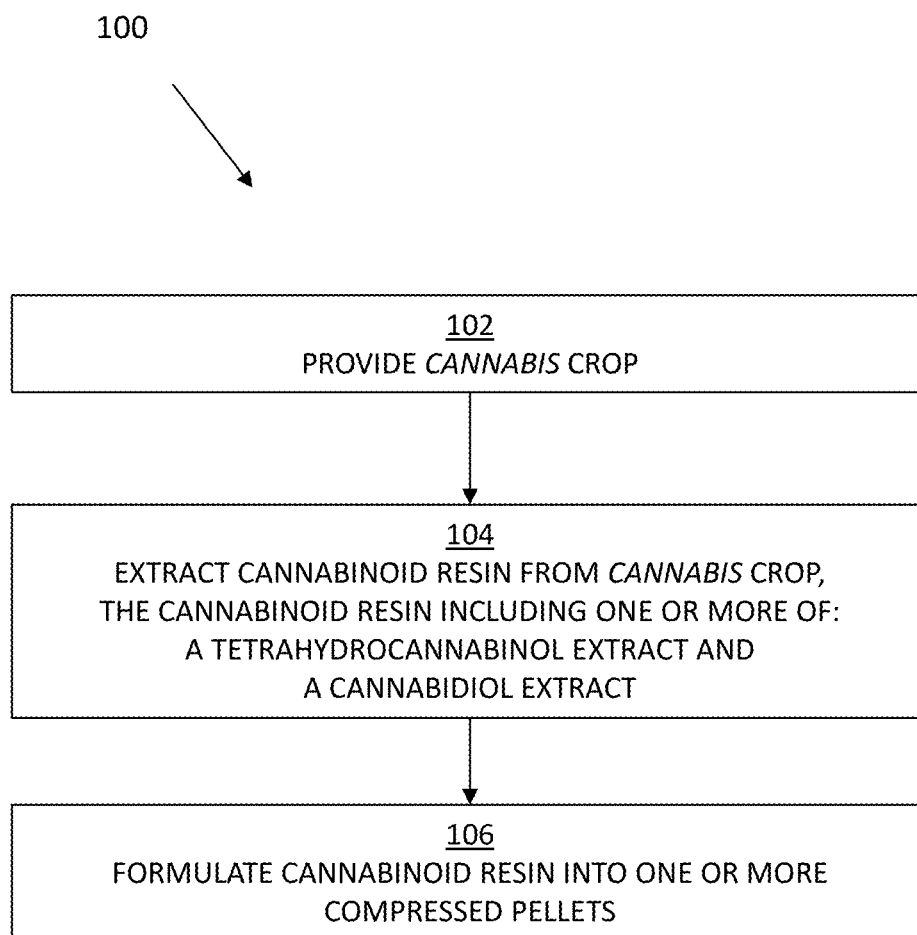 100
102
PROVIDE CANNABIS CROP
104
EXTRACT CANNABINOID RESIN FROM CANNABIS CROP,
THE CANNABINOID RESIN INCLUDING ONE OR MORE OF:
A TETRAHYDROCANNABINOL EXTRACT AND
A CANNABIDIOL EXTRACT
106
FORMULATE CANNABINOID RESIN INTO ONE OR MORE
COMPRESSED PELLETS